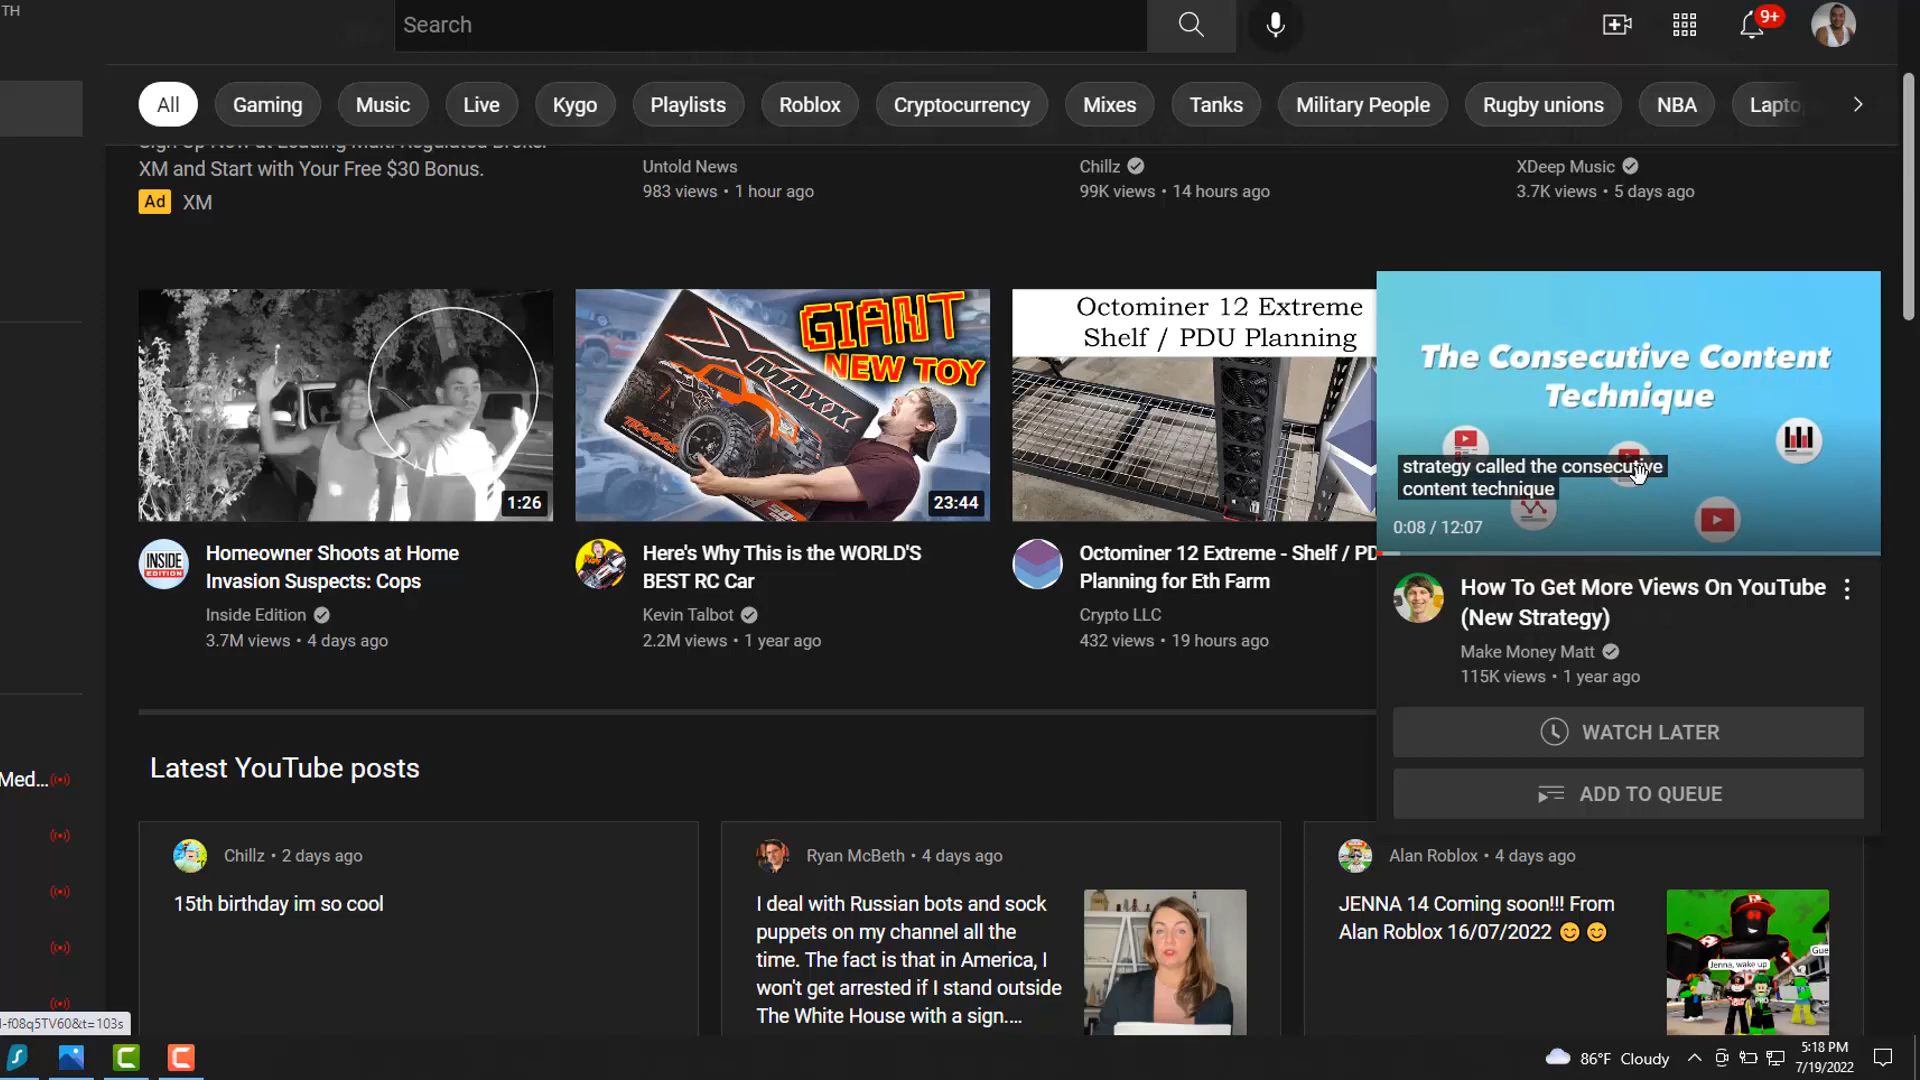 TH
Search
9+
All
Gaming
Music
Live
Kygo
Playlists
Roblox
Cryptocurrency
Mixes
Tanks
Military People
Rugby unions
NBA
Lapto
Sign Up Now at Leading Multi Regulated Broker
XM and Start with Your Free $30 Bonus.
Ad XM
Untold News
983 views • 1 hour ago
Chillz
99K views • 14 hours ago
XDeep Music
3.7K views • 5 days ago
1:26
Homeowner Shoots at Home
Invasion Suspects: Cops
INSIDE
EDITION
Inside Edition
3.7M views • 4 days ago
GIANT
NEW TOY
X-MAXX
TRAXXAS
23:44
Here's Why This is the WORLD'S
BEST RC Car
Kevin Talbot
2.2M views • 1 year ago
Octominer 12 Extreme
Shelf / PDU Planning
Octominer 12 Extreme - Shelf / PD
Planning for Eth Farm
Crypto LLC
432 views • 19 hours ago
The Consecutive Content
Technique
strategy called the consecutive
content technique
0:08 / 12:07
How To Get More Views On YouTube
(New Strategy)
Make Money Matt
115K views • 1 year ago
WATCH LATER
ADD TO QUEUE
Latest YouTube posts
Med...
Chillz • 2 days ago
15th birthday im so cool
Ryan McBeth • 4 days ago
I deal with Russian bots and sock
puppets on my channel all the
time. The fact is that in America, I
won't get arrested if I stand outside
The White House with a sign....
Alan Roblox • 4 days ago
JENNA 14 Coming soon!!! From
Alan Roblox 16/07/2022 😊 😊
Gue
Jenna, wake up
-f08q5TV60&t=103s
86°F Cloudy
5:18 PM
7/19/2022